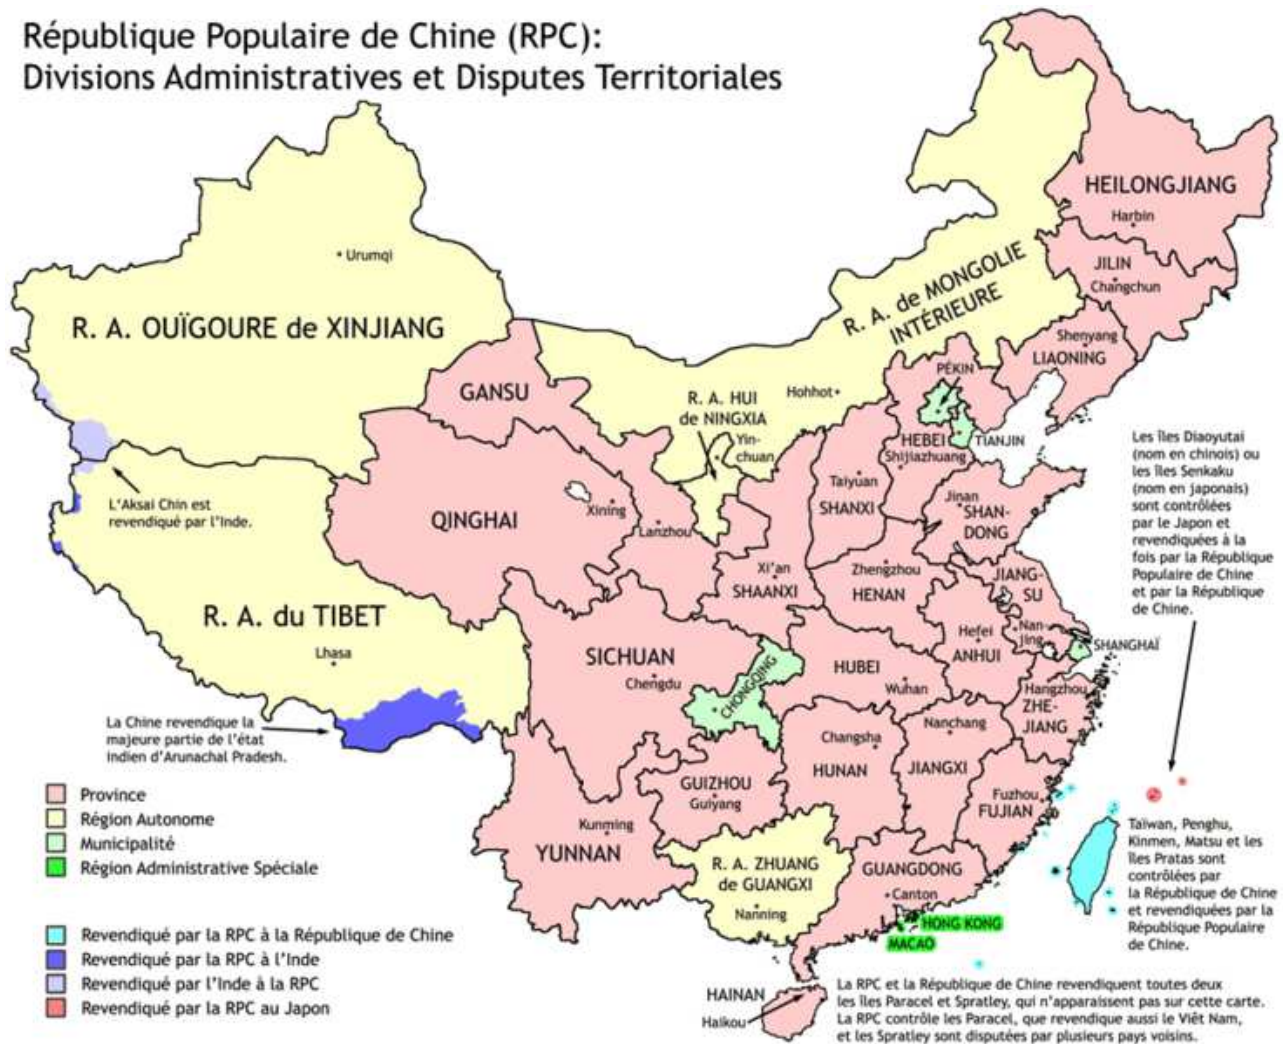 République Populaire de Chine (RPC):
Divisions Administratives et Disputes Territoriales
HEILONGJIANG
Harbin
JILIN
Changchun
Urumqi
R. A. OUÏGOURE de XINJIANG
R. A. de MONGOLIE
INTÉRIEURE
Shenyang
LIAONING
PÉKIN
GANSU
R. A. HUI
de NINGXIA
Hohhot
Yin-
chuan
HEBEI
TIANJIN
Shijiazhuang
Taiyuan
SHANXI
Jinan
SHAN-
DONG
Les îles Diaoyutai
(nom en chinois) ou
les îles Senkaku
(nom en japonais)
sont contrôlées
par le Japon et
revendiquées à la
fois par la République
Populaire de Chine
et par la République
de Chine.
L'Aksai Chin est
revendiqué par l'Inde.
QINGHAI
Xining
Lanzhou
Xi'an
SHAANXI
Zhengzhou
HENAN
JIANG-
SU
R. A. du TIBET
Lhasa
SICHUAN
Chengdu
CHONGQING
HUBEI
Wuhan
Hefei
ANHUI
Nan-
jing
SHANGHAÏ
Hangzhou
ZHE-
JIANG
La Chine revendique la
majeure partie de l'état
indien d'Arunachal Pradesh.
Changsha
HUNAN
Nanchang
JIANGXI
GUIZHOU
Guiyang
Fuzhou
FUJIAN
Kunming
YUNNAN
R. A. ZHUANG
de GUANGXI
Nanning
GUANGDONG
Canton
HONG KONG
MACAO
Taïwan, Penghu,
Kinmen, Matsu et les
îles Pratas sont
contrôlées par
la République de Chine
et revendiquées par la
République Populaire
de Chine.
Province
Région Autonome
Municipalité
Région Administrative Spéciale
Revendiqué par la RPC à la République de Chine
Revendiqué par la RPC à l'Inde
Revendiqué par l'Inde à la RPC
Revendiqué par la RPC au Japon
HAINAN
Haikou
La RPC et la République de Chine revendiquent toutes deux
les îles Paracel et Spratley, qui n'apparaissent pas sur cette carte.
La RPC contrôle les Paracel, que revendique aussi le Viêt Nam,
et les Spratley sont disputées par plusieurs pays voisins.